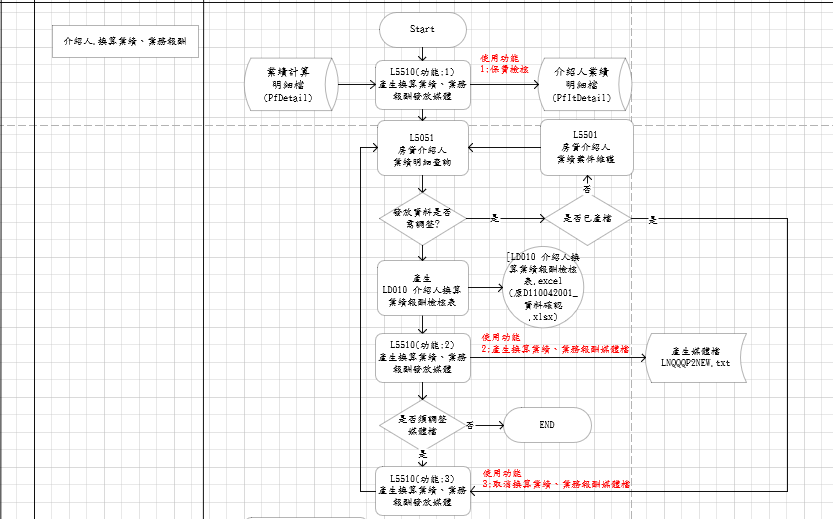 Start
介紹人,換算業績、業務報酬
業績計算
明細檔
(PfDetail)
L5510(功能:1)
產生換算業績、業務
報酬發放媒體
使用功能
1:保費檢核
介紹人業績
明細檔
(PfItDetail)
L5051
房貸介紹人
業績明細查詢
L5501
房貸介紹人
業績案件維護
否
發放資料是否
需調整?
是
是否已產檔
是
產生
LD010 介紹人換算
業績報酬檢核表
[LD010 介紹人換
算業績報酬檢核
表.excel
(原D110042001_
資料確認
.xlsx)
L5510(功能:2)
產生換算業績、業務
報酬發放媒體
使用功能
2:產生換算業績、業務報酬媒體檔
產生媒體檔
LNQQQP2NEW.txt
是否須調整
媒體檔
否
END
是
L5510(功能:3)
產生換算業績、業務
報酬發放媒體
使用功能
3:取消換算業績、業務報酬媒體檔